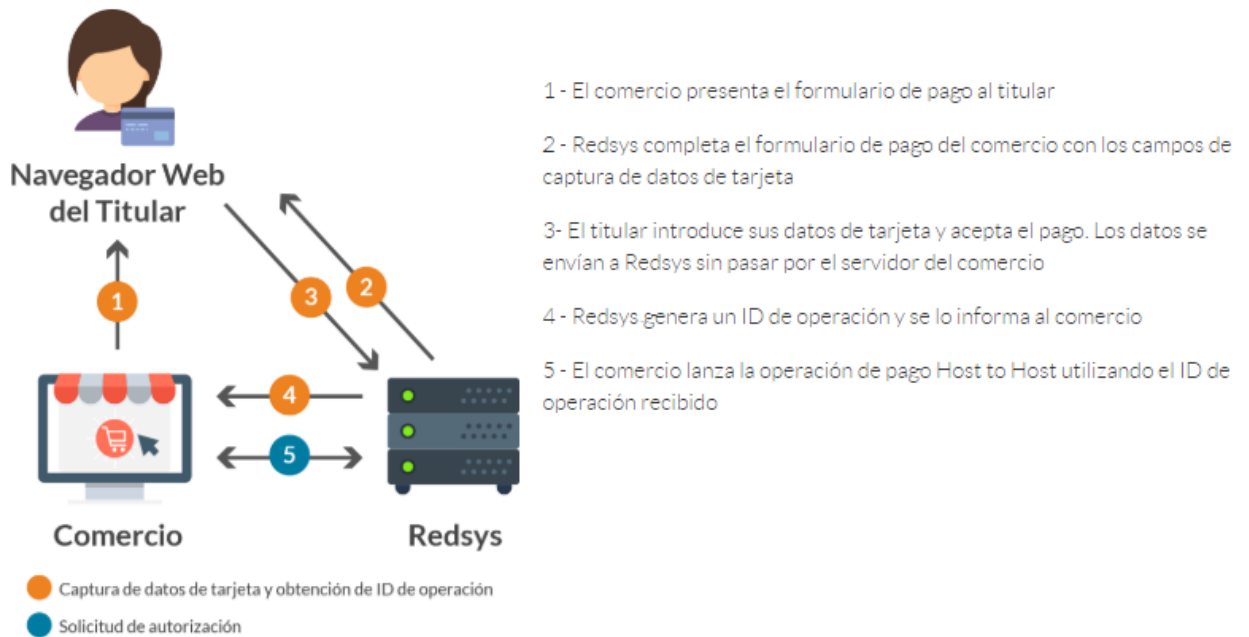 Navegador Web
del Titular
1
2
3
4
5
Comercio
Redsys
Captura de datos de tarjeta y obtención de ID de operación
Solicitud de autorización
1 - El comercio presenta el formulario de pago al titular
2 - Redsys completa el formulario de pago del comercio con los campos de
captura de datos de tarjeta
3- El titular introduce sus datos de tarjeta y acepta el pago. Los datos se
envían a Redsys sin pasar por el servidor del comercio
4 - Redsys genera un ID de operación y se lo informa al comercio
5 - El comercio lanza la operación de pago Host to Host utilizando el ID de
operación recibido